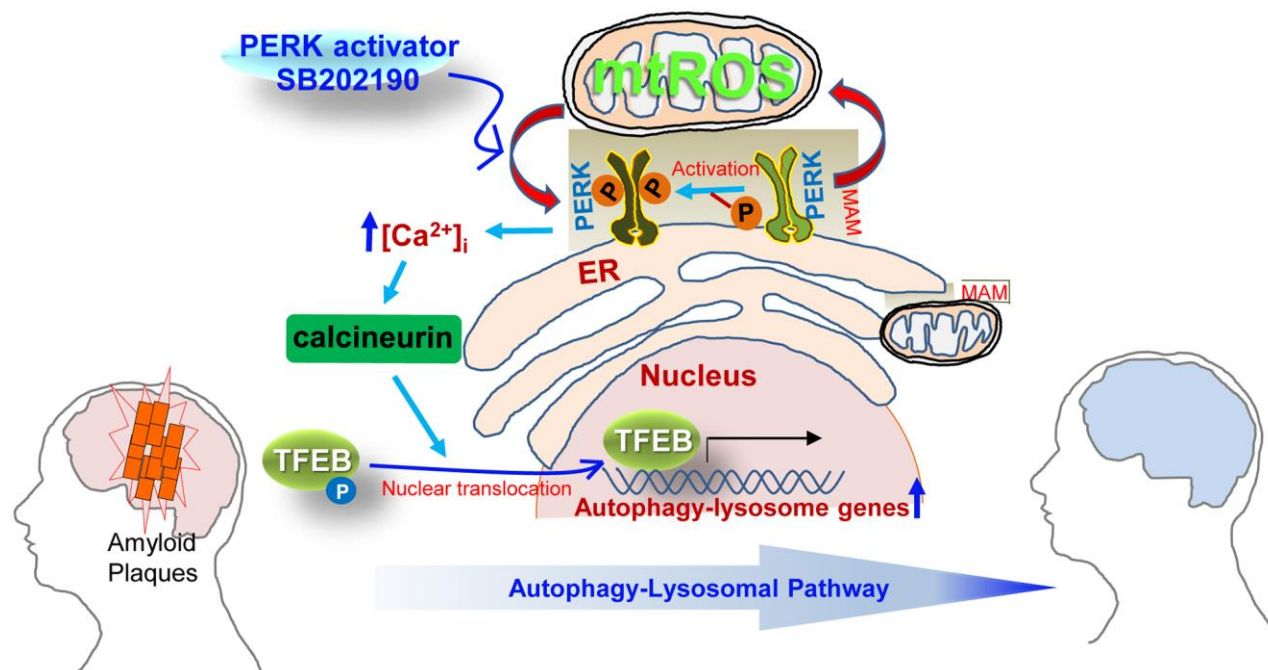 PERK activator
SB202190
mtROS
PERK
P
P
Activation
P
PERK
MAM
[Ca²⁺]ᵢ
ER
MAM
calcineurin
Nucleus
TFEB
P
Nuclear translocation
TFEB
Autophagy-lysosome genes
Amyloid
Plaques
Autophagy-Lysosomal Pathway